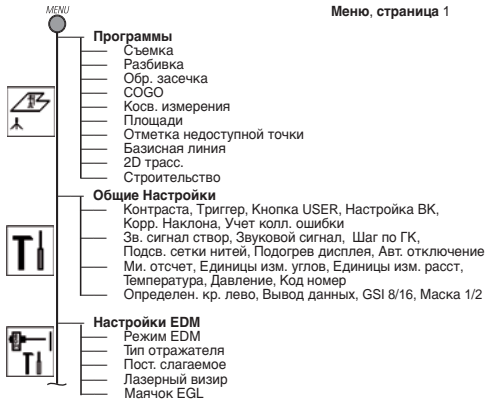 MENU
Меню, страница 1
Программы
Съемка
Разбивка
Обр. засечка
COGO
Косв. измерения
Площади
Отметка недоступной точки
Базисная линия
2D трасс.
Строительство
Общие Настройки
Контраста, Триггер, Кнопка USER, Настройка ВК,
Корр. Наклона, Учет колл. ошибки
Зв. сигнал створ, Звуковой сигнал, Шаг по ГК,
Подсв. сетки нитей, Подогрев дисплея, Авт. отключение
Ми. отсчет, Единицы изм. углов, Единицы изм. расст,
Температура, Давление, Код номер
Определен. кр. лево, Вывод данных, GSI 8/16, Маска 1/2
Настройки EDM
Режим EDM
Тип отражателя
Пост. слагаемое
Лазерный визир
Маячок EGL